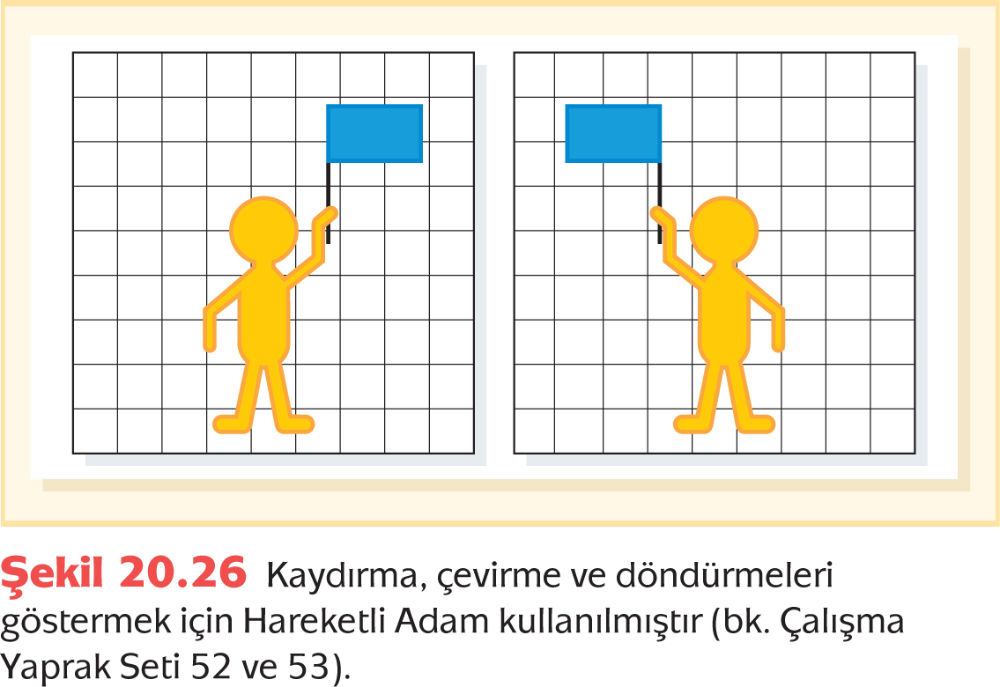 Şekil 20.26 Kaydırma, çevirme ve döndürmeleri
göstermek için Hareketli Adam kullanılmıştır (bk. Çalışma
Yaprak Seti 52 ve 53).